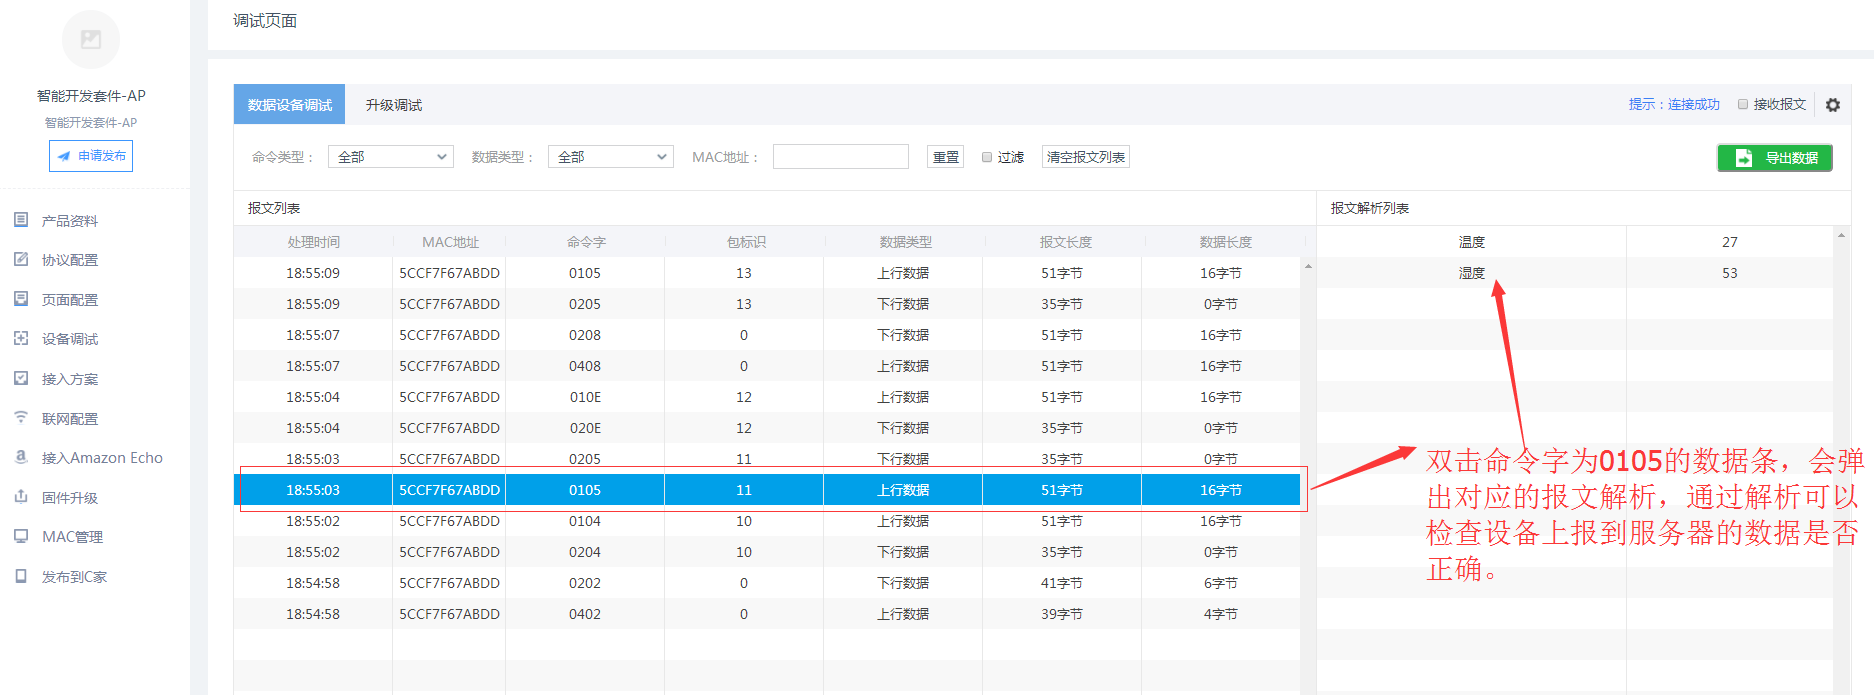 调试页面
智能开发套件-AP
智能开发套件-AP
申请发布
产品资料
协议配置
页面配置
设备调试
接入方案
联网配置
接入Amazon Echo
固件升级
MAC管理
发布到C家
数据设备调试 升级调试 提示：连接成功 接收报文
命令类型： 全部 数据类型： 全部 MAC地址： 重置 过滤 清空报文列表 导出数据
报文列表 报文解析列表
处理时间 MAC地址 命令字 包标识 数据类型 报文长度 数据长度
温度 27
湿度 53
18:55:09 5CCF7F67ABDD 0105 13 上行数据 51字节 16字节
18:55:09 5CCF7F67ABDD 0205 13 下行数据 35字节 0字节
18:55:07 5CCF7F67ABDD 0208 0 下行数据 51字节 16字节
18:55:07 5CCF7F67ABDD 0408 0 上行数据 51字节 16字节
18:55:04 5CCF7F67ABDD 010E 12 上行数据 51字节 16字节
18:55:04 5CCF7F67ABDD 020E 12 下行数据 35字节 0字节
18:55:03 5CCF7F67ABDD 0205 11 下行数据 35字节 0字节
18:55:03 5CCF7F67ABDD 0105 11 上行数据 51字节 16字节
18:55:02 5CCF7F67ABDD 0104 10 上行数据 51字节 16字节
18:55:02 5CCF7F67ABDD 0204 10 下行数据 35字节 0字节
18:54:58 5CCF7F67ABDD 0202 0 下行数据 41字节 6字节
18:54:58 5CCF7F67ABDD 0402 0 上行数据 39字节 4字节
双击命令字为0105的数据条，会弹
出对应的报文解析，通过解析可以
检查设备上报到服务器的数据是否
正确。